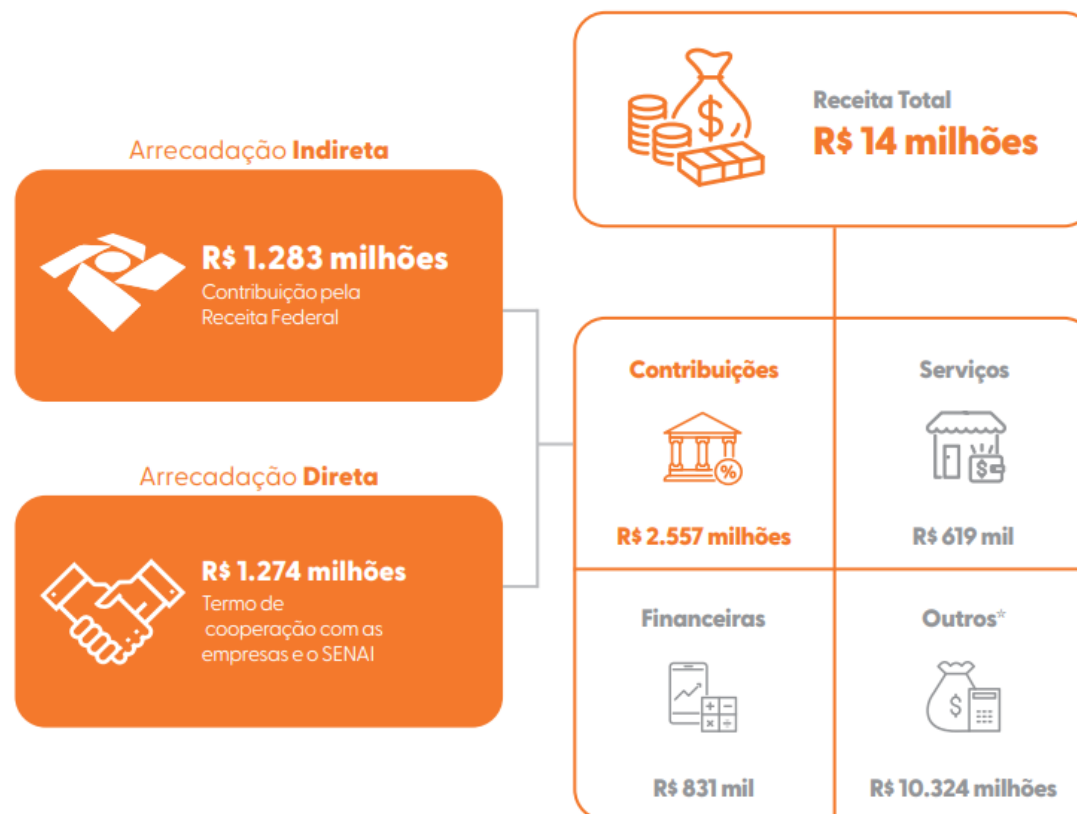 Receita Total
R$ 14 milhões
Arrecadação Indireta
R$ 1.283 milhões
Contribuição pela
Receita Federal
Arrecadação Direta
R$ 1.274 milhões
Termo de
cooperação com as
empresas e o SENAI
Contribuições
%
R$ 2.557 milhões
Serviços
$
R$ 619 mil
Financeiras
R$ 831 mil
Outros*
$
R$ 10.324 milhões